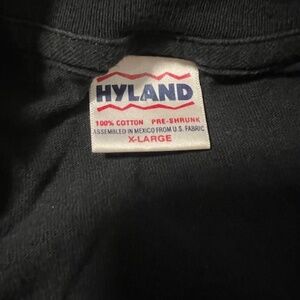 HYLAND
100% COTTON PRE-SHRUNK
ASSEMBLED IN MEXICO FROM U.S. FABRIC
X-LARGE